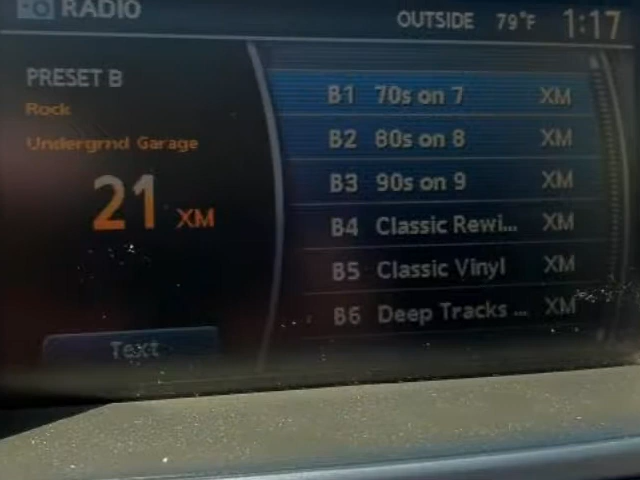 RADIO
OUTSIDE 79°F 1:17
PRESET B
Rock
Undergrnd Garage
21 XM
Text
B1 70s on 7 XM
B2 80s on 8 XM
B3 90s on 9 XM
B4 Classic Rewi... XM
B5 Classic Vinyl XM
B6 Deep Tracks ... XM